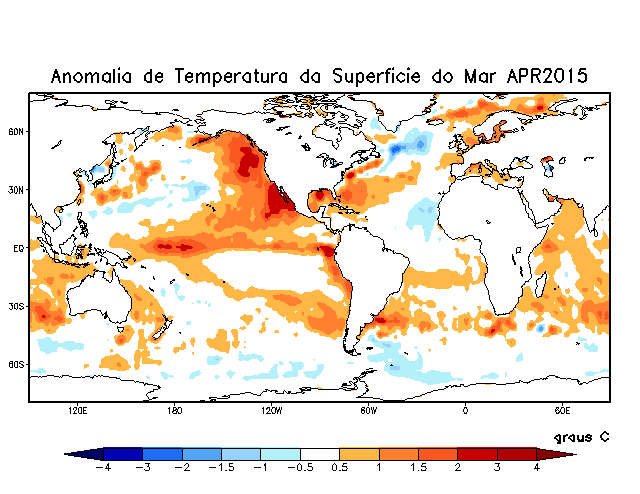 Anomalia de Temperatura da Superficie do Mar APR2015
60N
30N
EQ
30S
60S
120E 180 120W 60W 0 60E
graus C
-4 -3 -2 -1.5 -1 -0.5 0.5 1 1.5 2 3 4